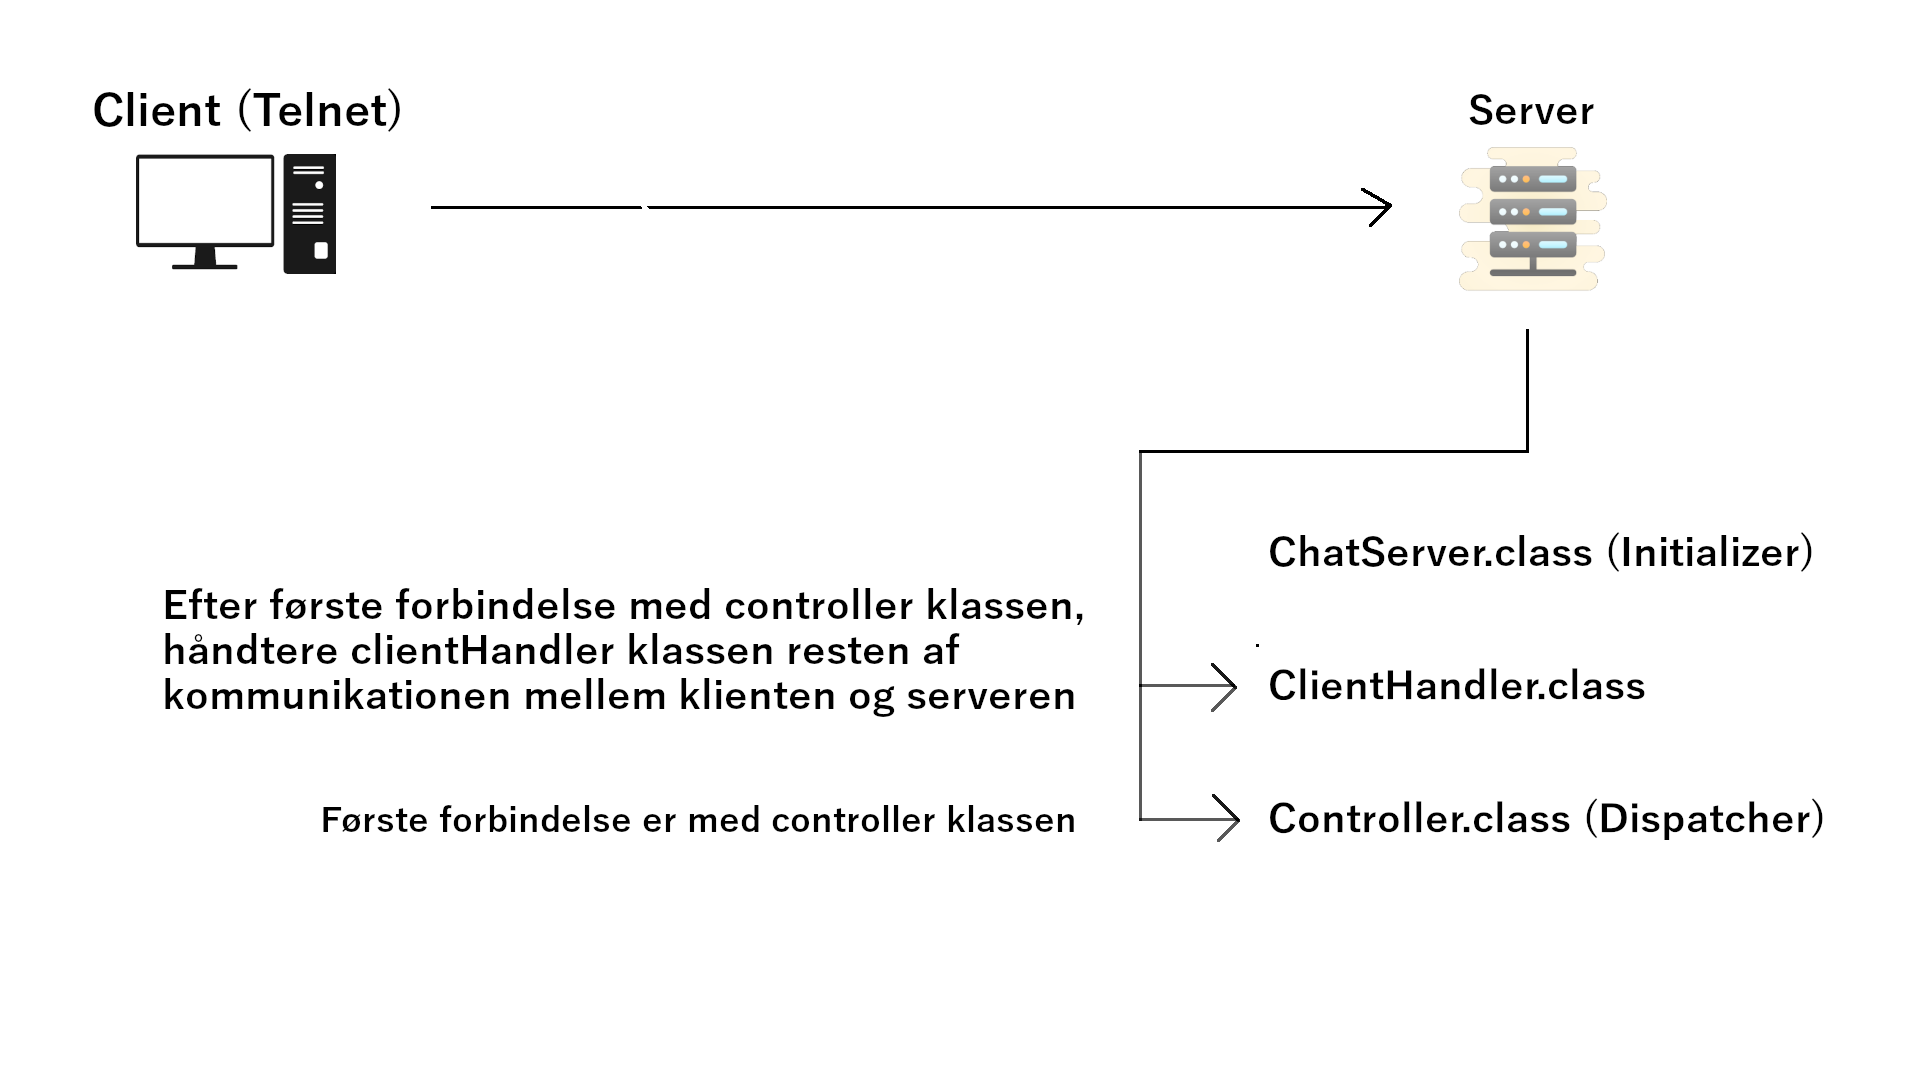 Client (Telnet)
Server
ChatServer.class (Initializer)
Efter første forbindelse med controller klassen,
håndtere clientHandler klassen resten af
kommunikationen mellem klienten og serveren
ClientHandler.class
Første forbindelse er med controller klassen
Controller.class (Dispatcher)